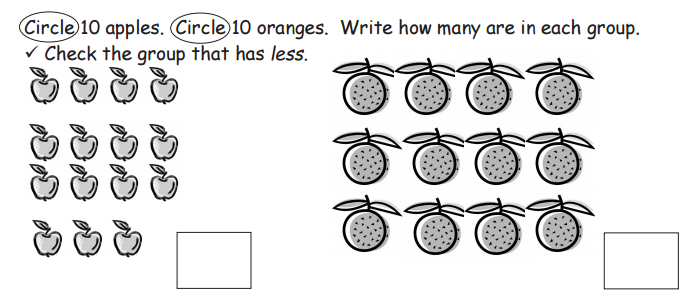 Circle 10 apples. Circle 10 oranges. Write how many are in each group.
✓ Check the group that has less.